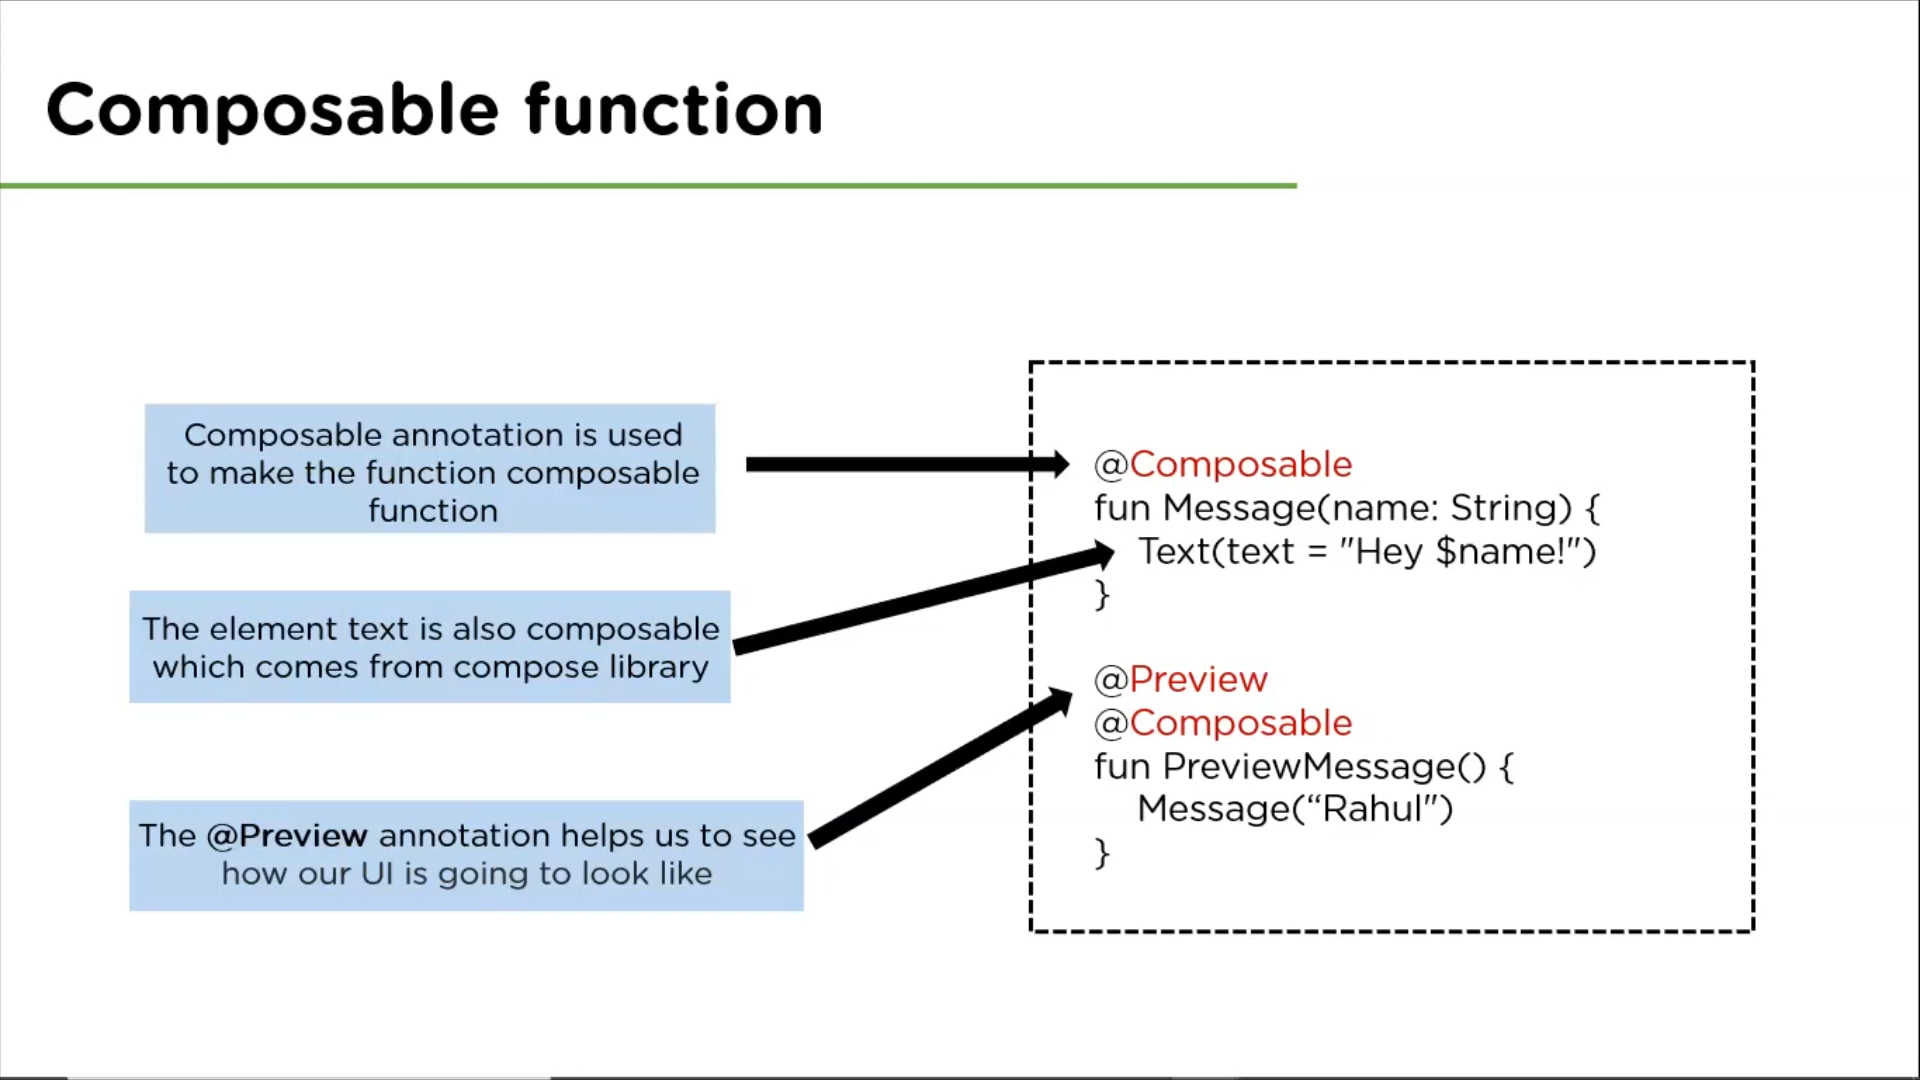 Composable function
Composable annotation is used
to make the function composable
function
The element text is also composable
which comes from compose library
The @Preview annotation helps us to see
how our UI is going to look like
@Composable
fun Message(name: String) {
Text(text = "Hey $name!")
}
@Preview
@Composable
fun PreviewMessage() {
Message(“Rahul")
}